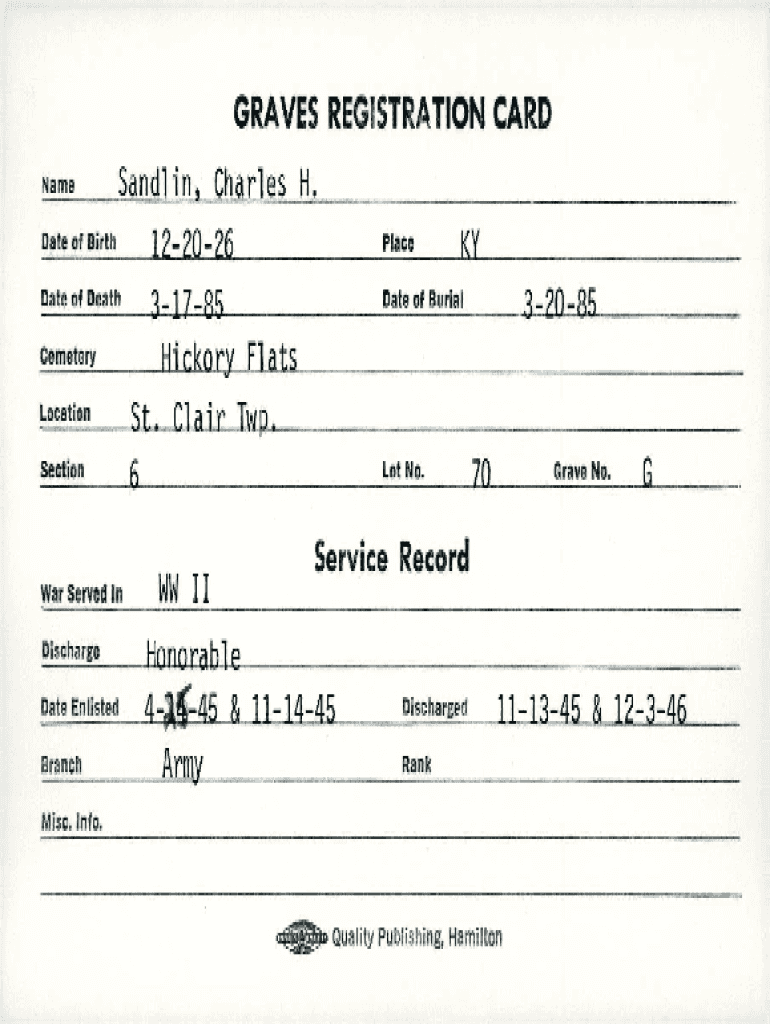 GRAVES REGISTRATION CARD
Name Sandlin, Charles H.
Date of Birth 12-20-26 Place KY
Date of Death 3-17-85 Date of Burial 3-20-85
Cemetery Hickory Flats
Location St. Clair Twp.
Section 6 Lot No. 70 Grave No. G
Service Record
War Served In WW II
Discharge Honorable
Date Enlisted 4- -45 & 11-14-45 Discharged 11-13-45 & 12-3-46
Branch Army Rank
Misc. Info.
Quality Publishing, Hamilton